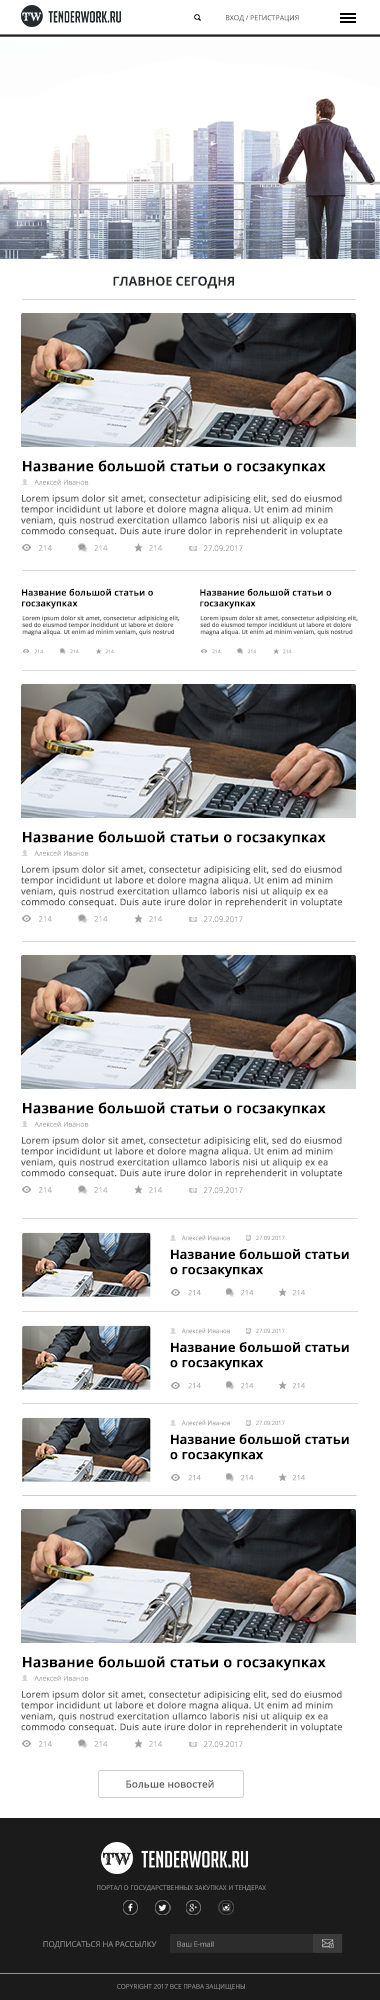 TW TENDERWORK.RU
ВХОД / РЕГИСТРАЦИЯ
ГЛАВНОЕ СЕГОДНЯ
Название большой статьи о госзакупках
Алексей Иванов
Lorem ipsum dolor sit amet, consectetur adipisicing elit, sed do eiusmod
tempor incididunt ut labore et dolore magna aliqua. Ut enim ad minim
veniam, quis nostrud exercitation ullamco laboris nisi ut aliquip ex ea
commodo consequat. Duis aute irure dolor in reprehenderit in voluptate
214 214 214 27.09.2017
Название большой статьи о
госзакупках
Lorem ipsum dolor sit amet, consectetur adipisicing elit,
sed do eiusmod tempor incididunt ut labore et dolore
magna aliqua. Ut enim ad minim veniam, quis nostrud
214 214 214
Название большой статьи о
госзакупках
Lorem ipsum dolor sit amet, consectetur adipisicing elit,
sed do eiusmod tempor incididunt ut labore et dolore
magna aliqua. Ut enim ad minim veniam, quis nostrud
214 214 214
Название большой статьи о госзакупках
Алексей Иванов
Lorem ipsum dolor sit amet, consectetur adipisicing elit, sed do eiusmod
tempor incididunt ut labore et dolore magna aliqua. Ut enim ad minim
veniam, quis nostrud exercitation ullamco laboris nisi ut aliquip ex ea
commodo consequat. Duis aute irure dolor in reprehenderit in voluptate
214 214 214 27.09.2017
Название большой статьи о госзакупках
Алексей Иванов
Lorem ipsum dolor sit amet, consectetur adipisicing elit, sed do eiusmod
tempor incididunt ut labore et dolore magna aliqua. Ut enim ad minim
veniam, quis nostrud exercitation ullamco laboris nisi ut aliquip ex ea
commodo consequat. Duis aute irure dolor in reprehenderit in voluptate
214 214 214 27.09.2017
Алексей Иванов 27.09.2017
Название большой статьи
о госзакупках
214 214 214
Алексей Иванов 27.09.2017
Название большой статьи
о госзакупках
214 214 214
Алексей Иванов 27.09.2017
Название большой статьи
о госзакупках
214 214 214
Название большой статьи о госзакупках
Алексей Иванов
Lorem ipsum dolor sit amet, consectetur adipisicing elit, sed do eiusmod
tempor incididunt ut labore et dolore magna aliqua. Ut enim ad minim
veniam, quis nostrud exercitation ullamco laboris nisi ut aliquip ex ea
commodo consequat. Duis aute irure dolor in reprehenderit in voluptate
214 214 214 27.09.2017
Больше новостей
TW TENDERWORK.RU
ПОРТАЛ О ГОСУДАРСТВЕННЫХ ЗАКУПКАХ И ТЕНДЕРАХ
ПОДПИСАТЬСЯ НА РАССЫЛКУ Ваш E-mail
COPYRIGHT 2017 ВСЕ ПРАВА ЗАЩИЩЕНЫ